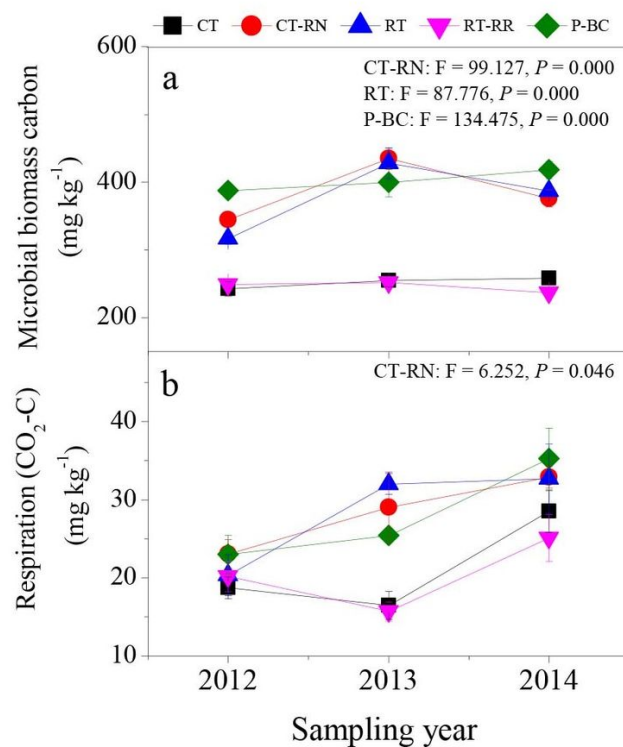 CT CT-RN RT RT-RR P-BC
600
a
CT-RN: F = 99.127, P = 0.000
RT: F = 87.776, P = 0.000
P-BC: F = 134.475, P = 0.000
Microbial biomass carbon
(mg kg⁻¹)
400
200
b
CT-RN: F = 6.252, P = 0.046
Respiration (CO₂-C)
(mg kg⁻¹)
40
30
20
10
2012 2013 2014
Sampling year